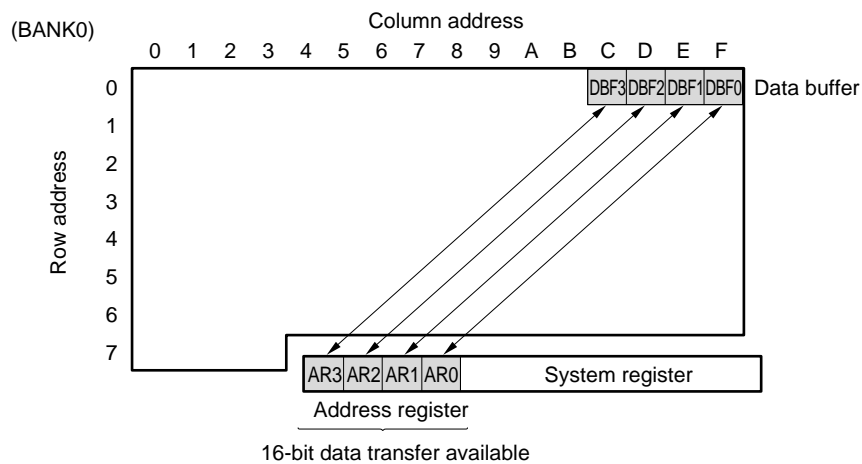 Column address
(BANK0)
0 1 2 3 4 5 6 7 8 9 A B C D E F
0 DBF3 DBF2 DBF1 DBF0 Data buffer
1
2
3
4
5
6
7
Row address
AR3 AR2 AR1 AR0 System register
Address register
16-bit data transfer available